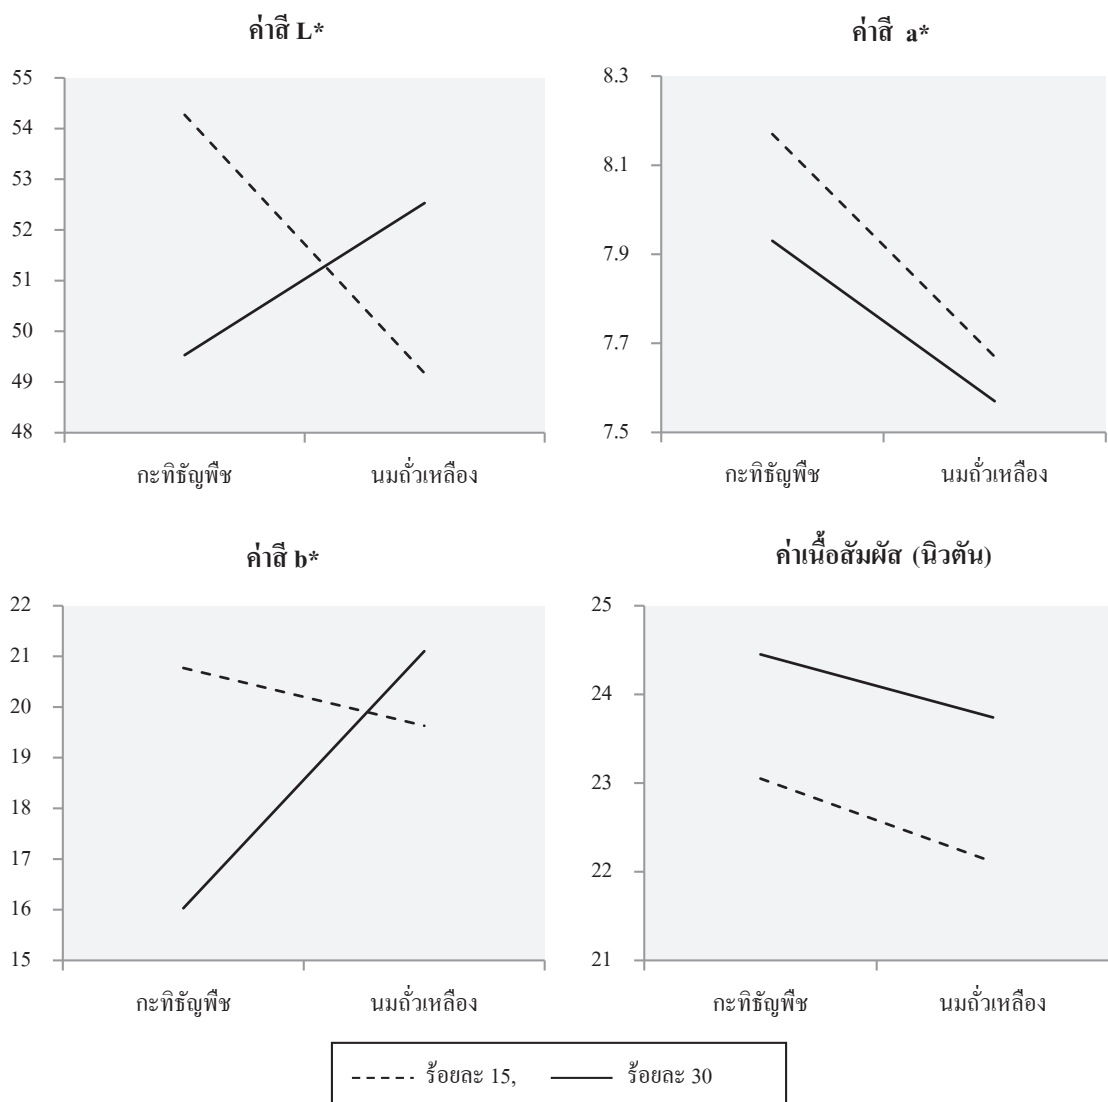 ค่าสี L*
55
54
53
52
51
50
49
48
กะทิธัญพืช นมถั่วเหลือง
ค่าสี a*
8.3
8.1
7.9
7.7
7.5
กะทิธัญพืช นมถั่วเหลือง
ค่าสี b*
22
21
20
19
18
17
16
15
กะทิธัญพืช นมถั่วเหลือง
ค่าเนื้อสัมผัส (นิวตัน)
25
24
23
22
21
กะทิธัญพืช นมถั่วเหลือง
ร้อยละ 15, ร้อยละ 30